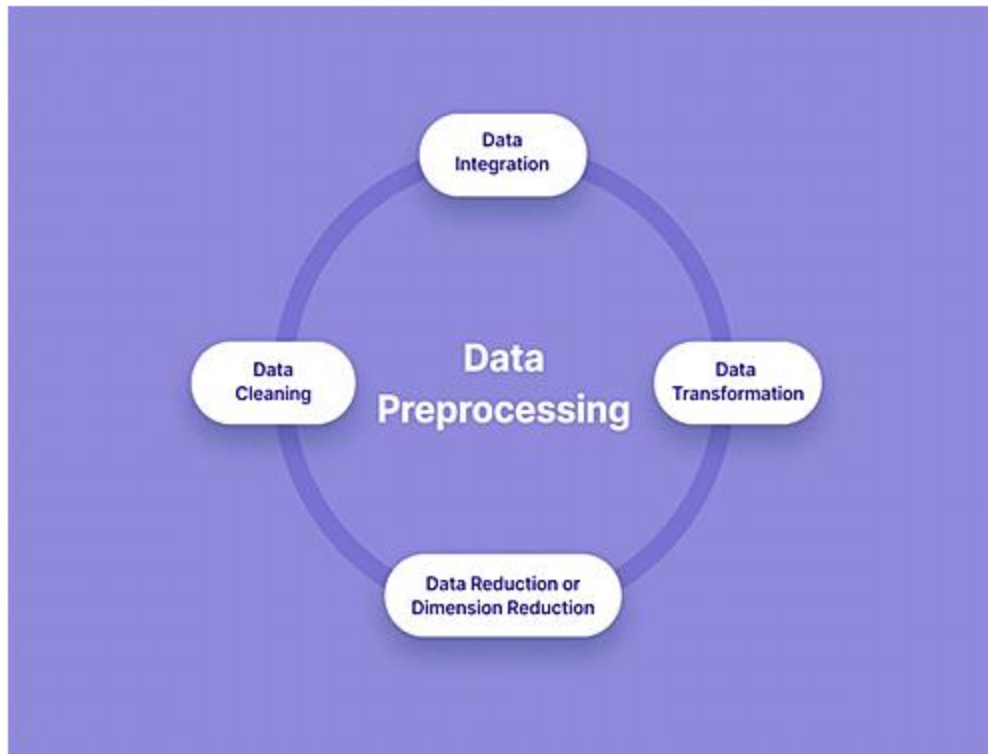 Data
Integration
Data
Cleaning
Data
Preprocessing
Data
Transformation
Data Reduction or
Dimension Reduction